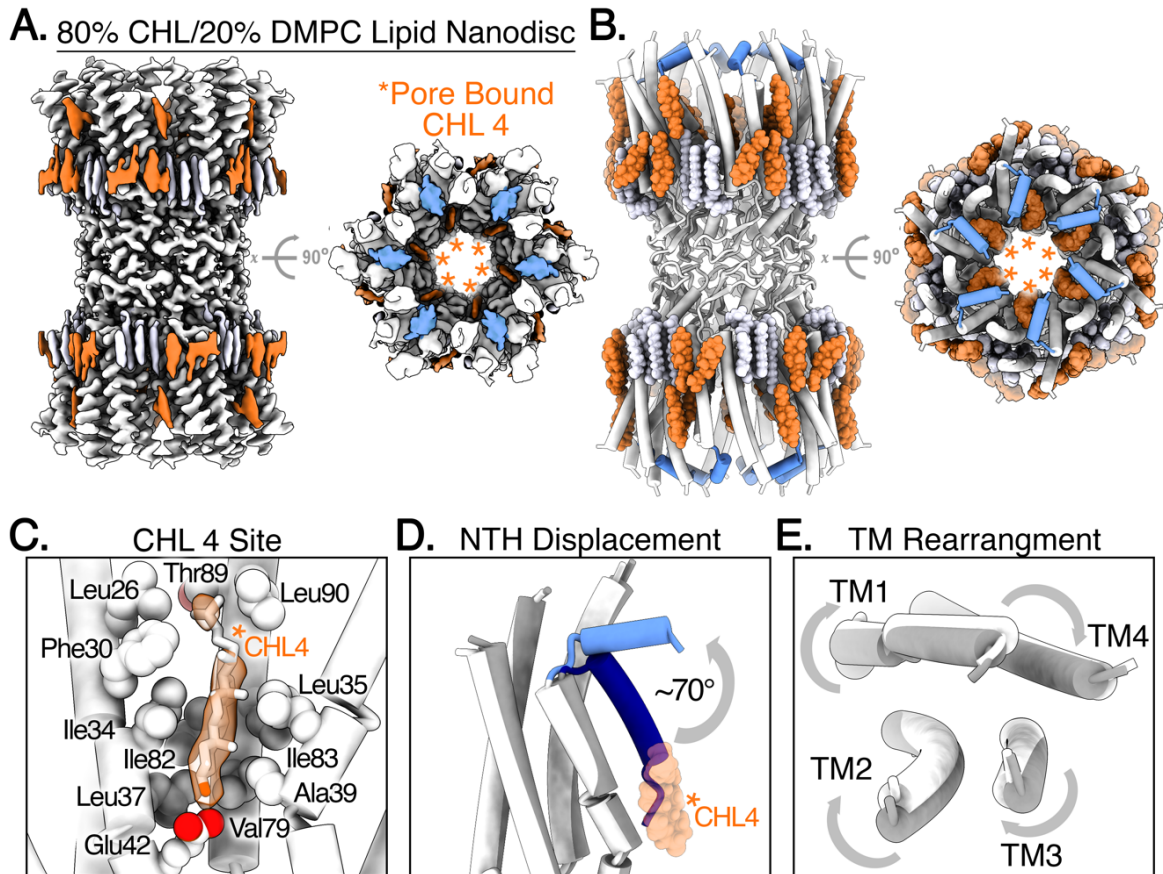 A. 80% CHL/20% DMPC Lipid Nanodisc
*Pore Bound
CHL 4
x 90°
* * * * * *
B.
x 90°
* * * * * *
C. CHL 4 Site
Thr89
Leu26
Leu90
Phe30
*CHL4
Leu35
Ile34
Ile82
Ile83
Leu37
Ala39
Glu42
Val79
D. NTH Displacement
~70°
*CHL4
E. TM Rearrangment
TM1
TM4
TM2
TM3